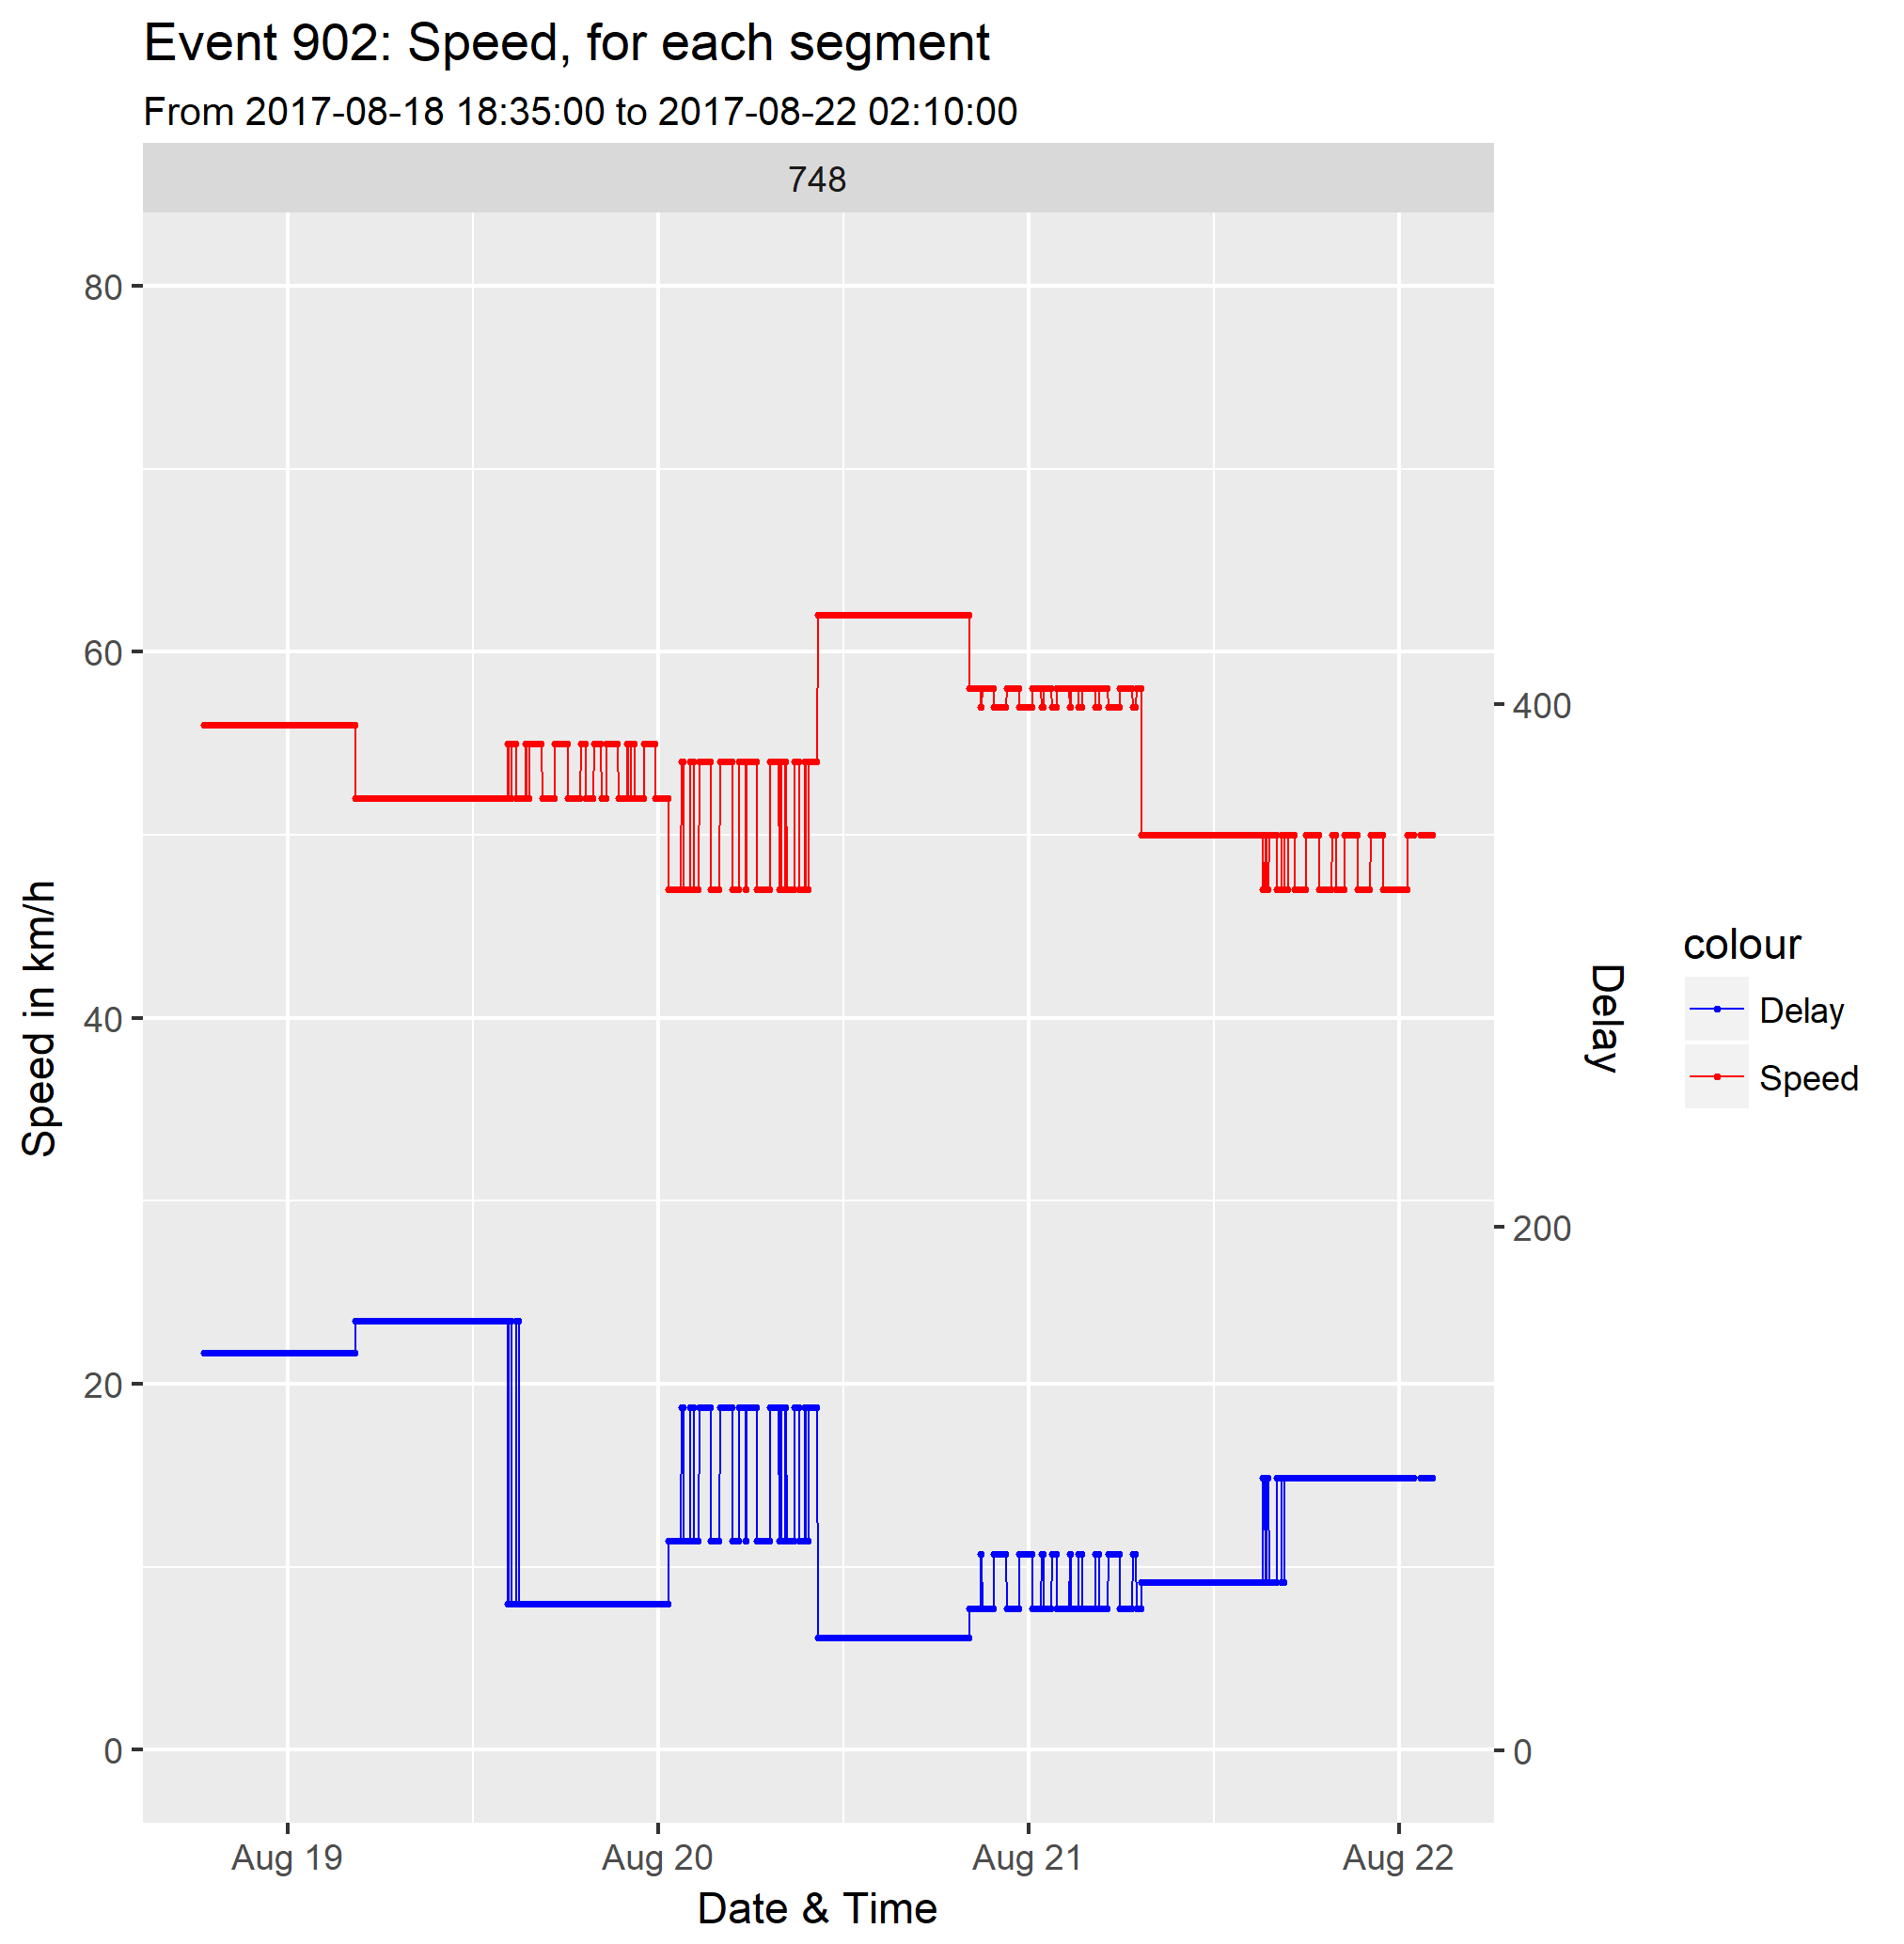 Event 902: Speed, for each segment
From 2017-08-18 18:35:00 to 2017-08-22 02:10:00
748
80
60
40
20
0
Speed in km/h
400
200
0
Delay
colour
Delay
Speed
Aug 19
Aug 20
Aug 21
Aug 22
Date & Time